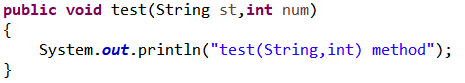 public void test(String st,int num)
{
    System.out.println("test(String,int) method");
}